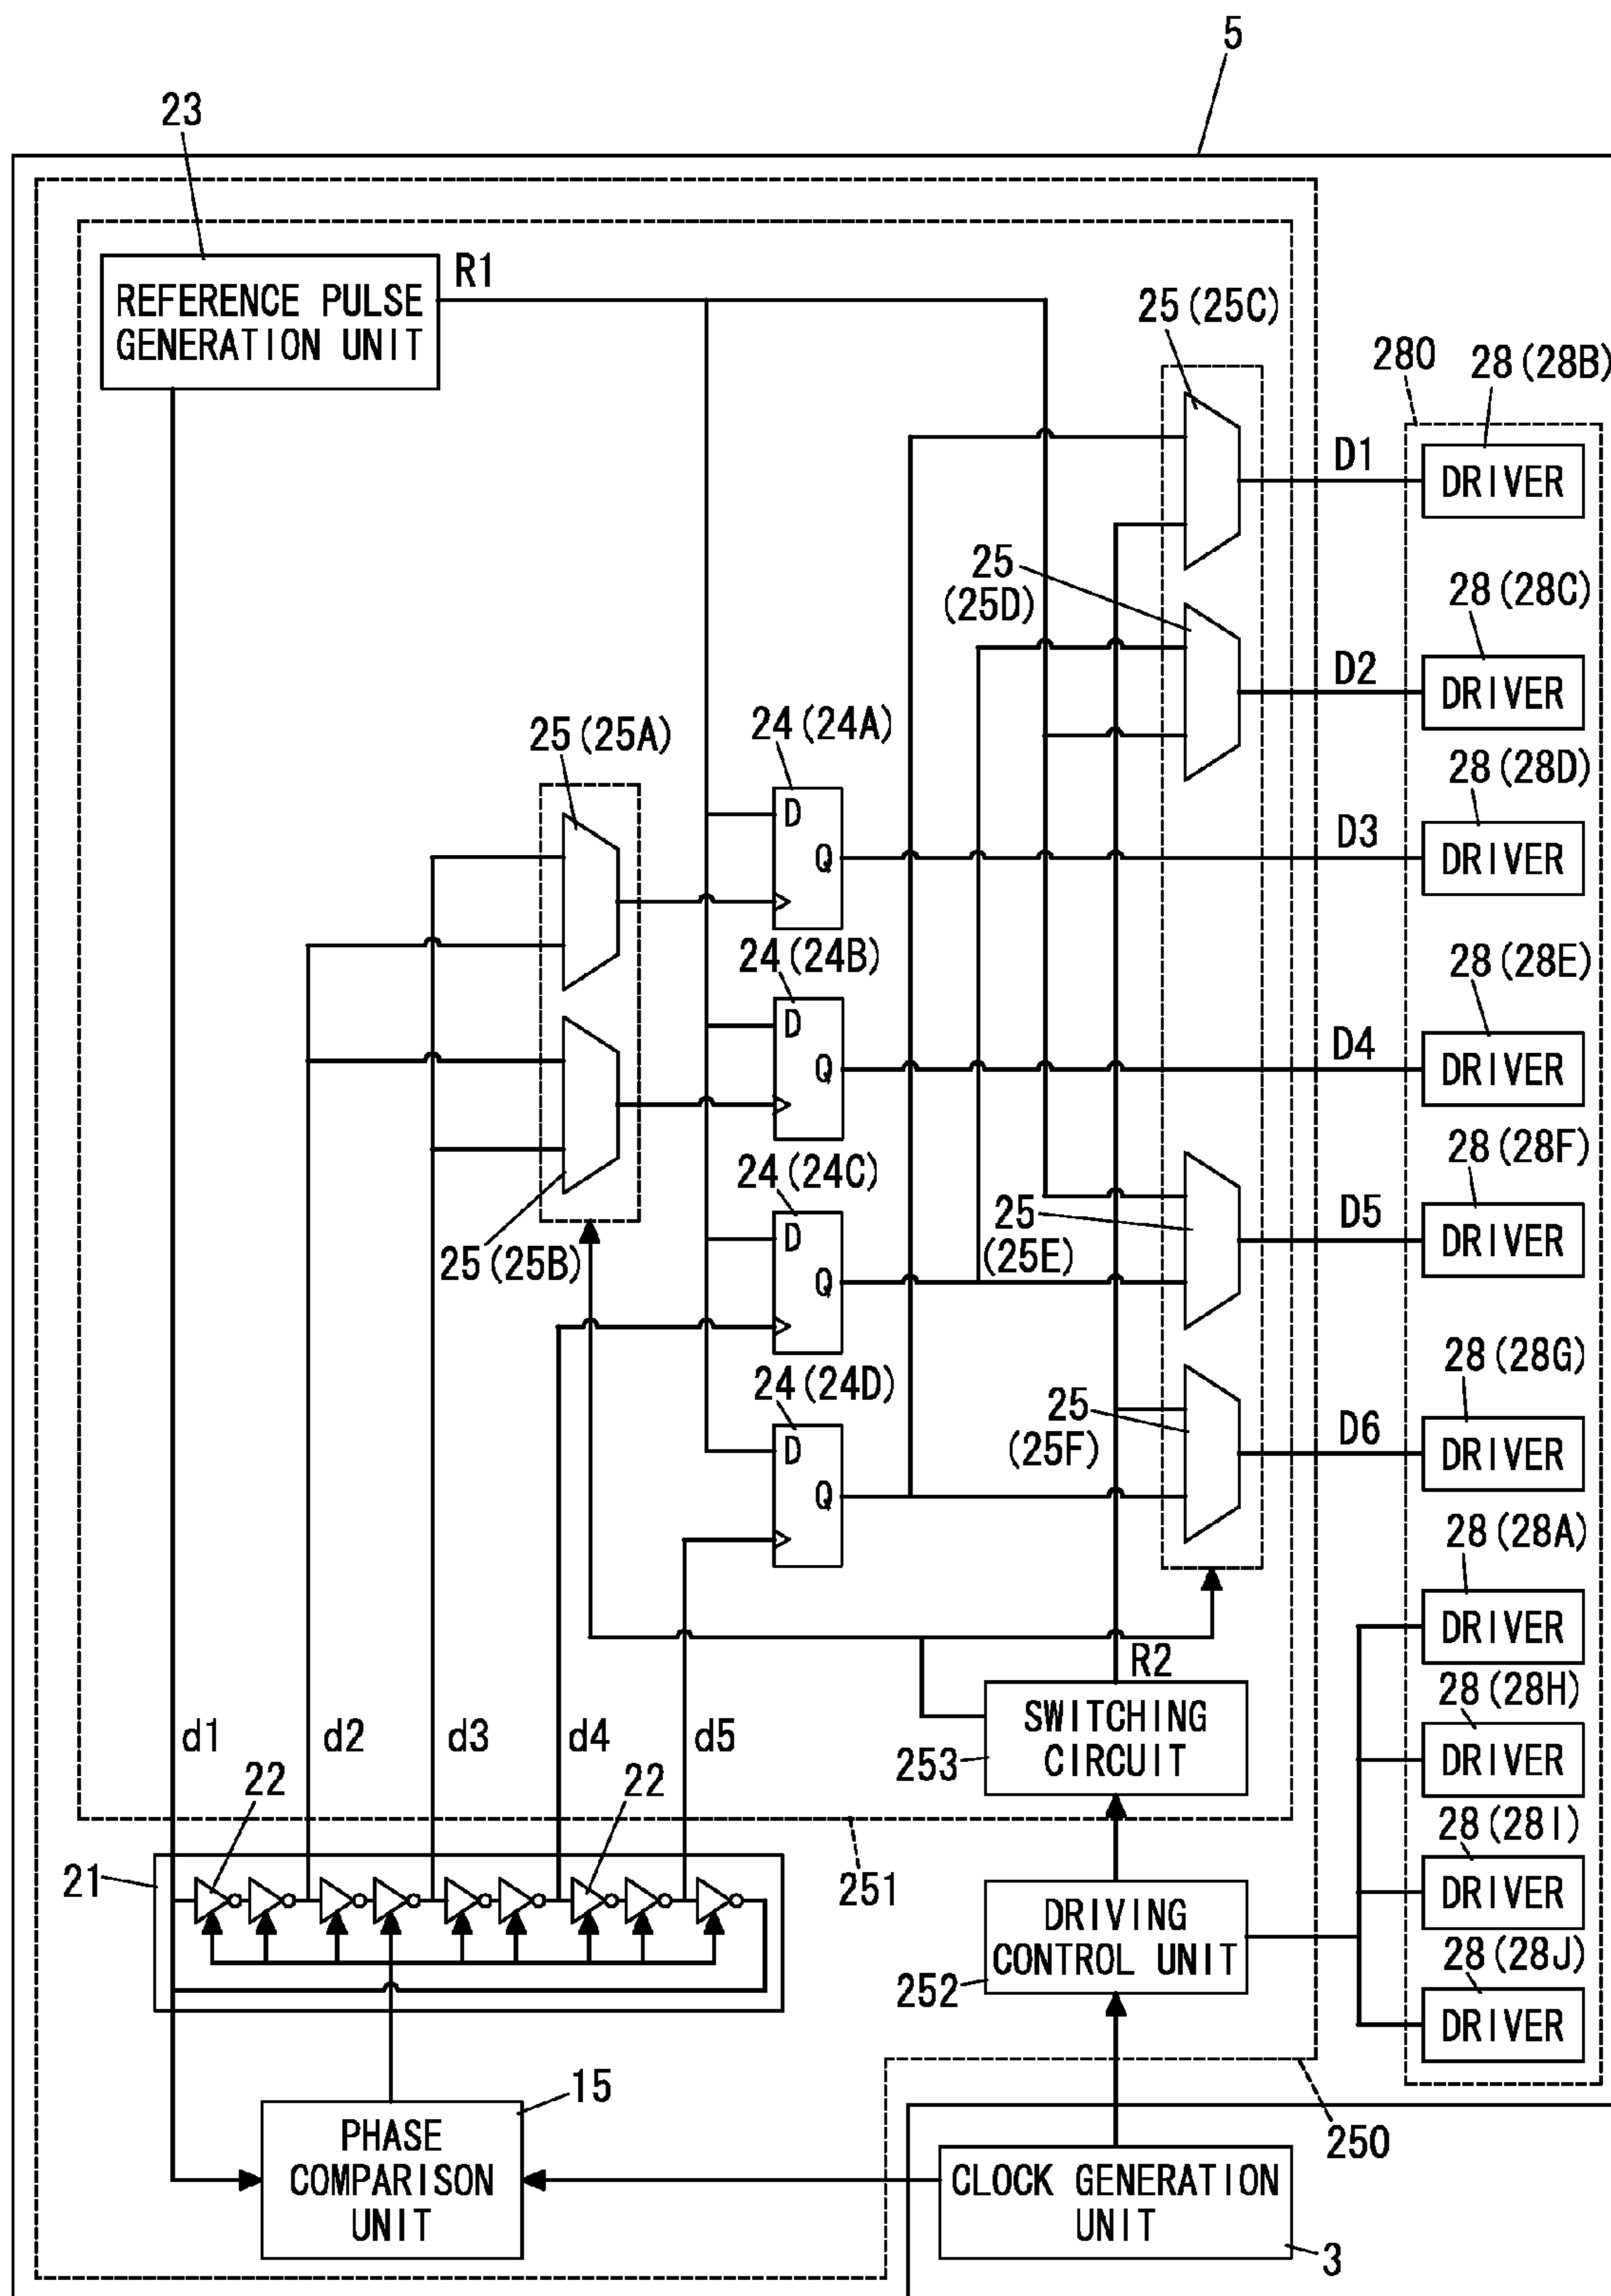 5
23
REFERENCE PULSE
GENERATION UNIT
R1
25 (25C)
280
28 (28B)
D1
DRIVER
25
(25D)
28 (28C)
D2
DRIVER
25 (25A)
24 (24A)
D
Q
28 (28D)
D3
DRIVER
24 (24B)
D
Q
28 (28E)
D4
DRIVER
25 (25B)
24 (24C)
D
Q
25
(25E)
28 (28F)
D5
DRIVER
24 (24D)
D
Q
25
(25F)
28 (28G)
D6
DRIVER
28 (28A)
DRIVER
R2
28 (28H)
DRIVER
d1
d2
d3
d4
d5
SWITCHING
CIRCUIT
253
22
22
21
251
28 (28I)
DRIVER
DRIVING
CONTROL UNIT
252
28 (28J)
DRIVER
15
PHASE
COMPARISON
UNIT
250
CLOCK GENERATION
UNIT
3